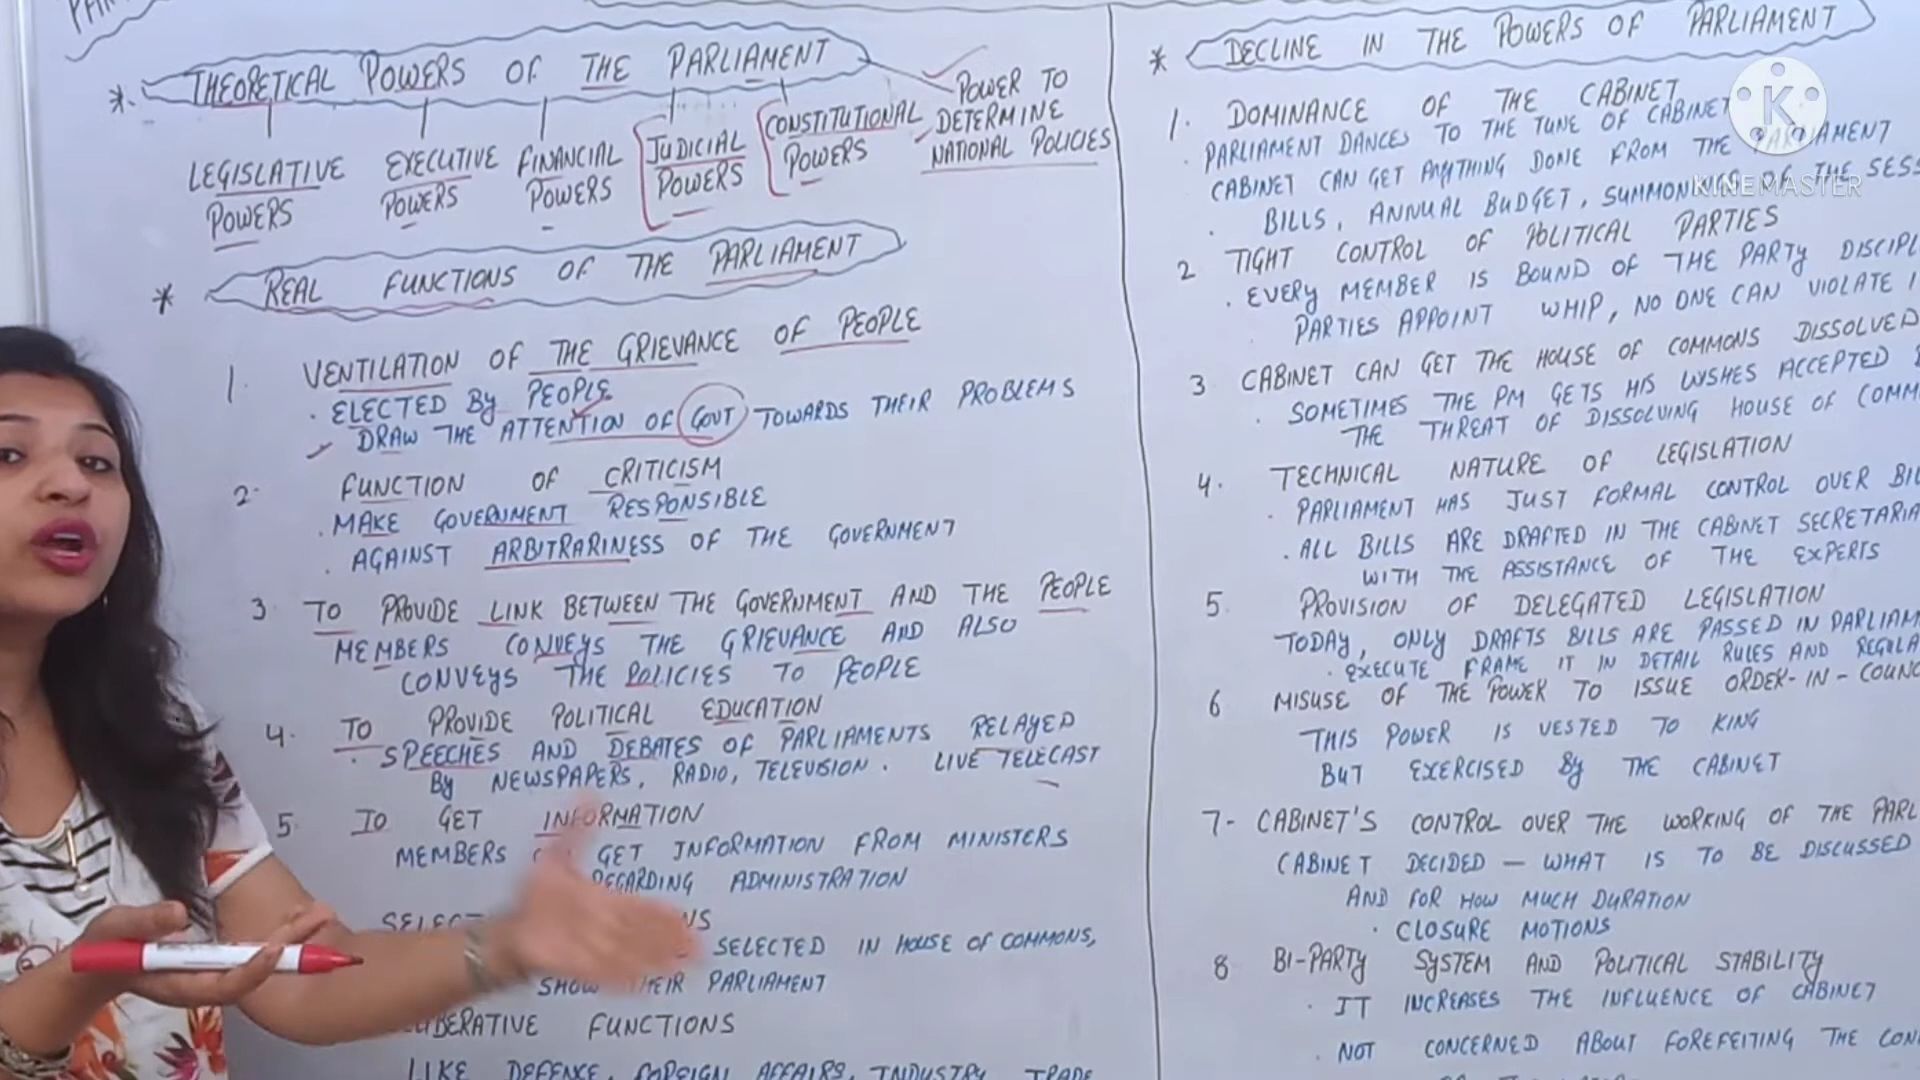 * THEORETICAL POWERS OF THE PARLIAMENT
LEGISLATIVE POWERS
EXECUTIVE POWERS
FINANCIAL POWERS
JUDICIAL POWERS
CONSTITUTIONAL POWERS
POWER TO
DETERMINE
NATIONAL POLICIES
* REAL FUNCTIONS OF THE PARLIAMENT
1. VENTILATION OF THE GRIEVANCE OF PEOPLE
. ELECTED By PEOPLE
DRAW THE ATTENTION OF GOVT TOWARDS THEIR PROBLEMS
2. FUNCTION OF CRITICISM
. MAKE GOVERNMENT RESPONSIBLE
. AGAINST ARBITRARINESS OF THE GOVERNMENT
3 TO PROVIDE LINK BETWEEN THE GOVERNMENT AND THE PEOPLE
MEMBERS CONVEYS THE GRIEVANCE AND ALSO
CONVEYS THE POLICIES TO PEOPLE
4. TO PROVIDE POLITICAL EDUCATION
. SPEECHES AND DEBATES OF PARLIAMENTS RELAYED
By NEWSPAPERS, RADIO, TELEVISION. LIVE TELECAST
5. TO GET INFORMATION
MEMBERS GET INFORMATION FROM MINISTERS
REGARDING ADMINISTRATION
SELECTED IN HOUSE OF COMMONS,
PARLIAMENT
FUNCTIONS
LIKE DEFENCE, FOREIGN AFFAIRS, INDUSTRY, TRADE
* DECLINE IN THE POWERS OF PARLIAMENT
1. DOMINANCE OF THE CABINET
. PARLIAMENT DANCES TO THE TUNE OF CABINET
CABINET CAN GET ANYTHING DONE FROM THE PARLIAMENT
. BILLS, ANNUAL BUDGET, SUMMONING OF THE SESS
2 TIGHT CONTROL OF POLITICAL PARTIES
. EVERY MEMBER IS BOUND OF THE PARTY DISCIPL
PARTIES APPOINT WHIP, NO ONE CAN VIOLATE I
3 CABINET CAN GET THE HOUSE OF COMMONS DISSOLVED
. SOMETIMES THE PM GETS HIS WISHES ACCEPTED
THE THREAT OF DISSOLVING HOUSE OF COMM
4. TECHNICAL NATURE OF LEGISLATION
. PARLIAMENT HAS JUST FORMAL CONTROL OVER BIL
. ALL BILLS ARE DRAFTED IN THE CABINET SECRETARIA
WITH THE ASSISTANCE OF THE EXPERTS
5. PROVISION OF DELEGATED LEGISLATION
TODAY, ONLY DRAFTS BILLS ARE PASSED IN PARLIAM
. EXECUTE FRAME IT IN DETAIL RULES AND REGULA
6 MISUSE OF THE POWER TO ISSUE ORDER-IN-COUNC
THIS POWER IS VESTED TO KING
BUT EXERCISED By THE CABINET
7- CABINET'S CONTROL OVER THE WORKING OF THE PARL
CABINET DECIDED — WHAT IS TO BE DISCUSSED
AND FOR HOW MUCH DURATION
. CLOSURE MOTIONS
8 BI-PARTY SYSTEM AND POLITICAL STABILITY
. IT INCREASES THE INFLUENCE OF CABINET
. NOT CONCERNED ABOUT FOREFEITING THE CON
K
KINEMASTER